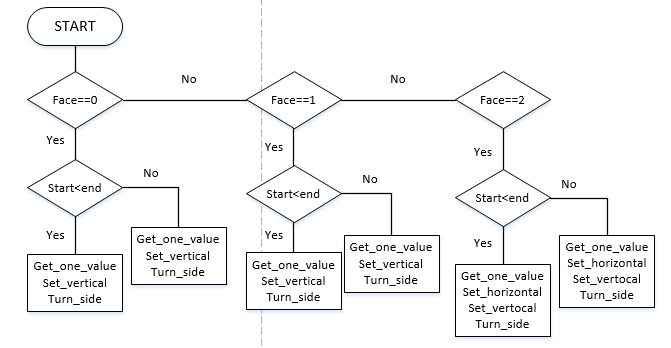 START
Face==0
No
Face==1
No
Face==2
Yes
Yes
Yes
Start<end
No
Start<end
No
Start<end
No
Yes
Get_one_value
Set_vertical
Turn_side
Get_one_value
Set_vertical
Turn_side
Yes
Get_one_value
Set_vertical
Turn_side
Get_one_value
Set_vertical
Turn_side
Yes
Get_one_value
Set_horizontal
Set_vertocal
Turn_side
Get_one_value
Set_horizontal
Set_vertocal
Turn_side